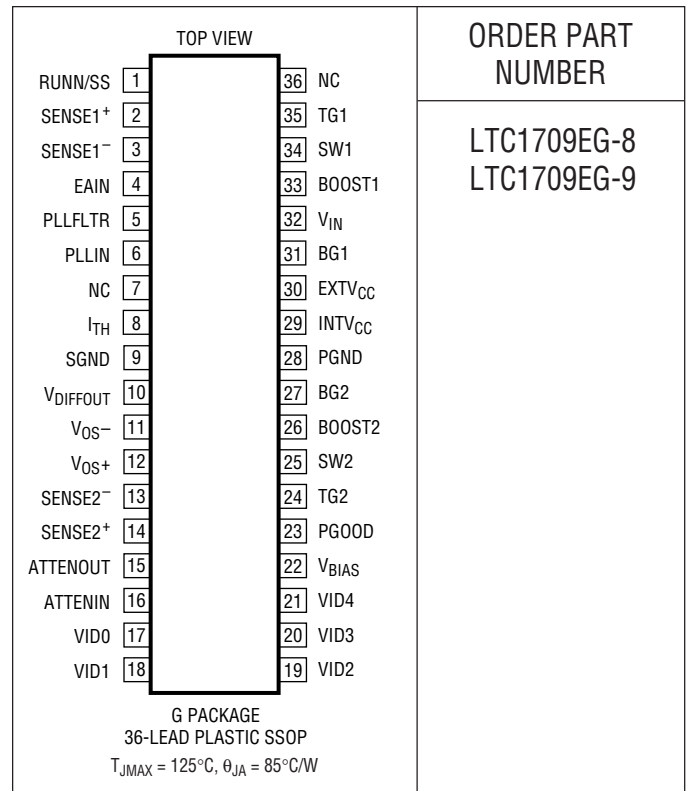 TOP VIEW
RUNN/SS 1
SENSE1+ 2
SENSE1− 3
EAIN 4
PLLFLTR 5
PLLIN 6
NC 7
ITH 8
SGND 9
VDIFFOUT 10
VOS− 11
VOS+ 12
SENSE2− 13
SENSE2+ 14
ATTENOUT 15
ATTENIN 16
VID0 17
VID1 18
36 NC
35 TG1
34 SW1
33 BOOST1
32 VIN
31 BG1
30 EXTVCC
29 INTVCC
28 PGND
27 BG2
26 BOOST2
25 SW2
24 TG2
23 PGOOD
22 VBIAS
21 VID4
20 VID3
19 VID2
G PACKAGE
36-LEAD PLASTIC SSOP
TJMAX = 125°C, θJA = 85°C/W
ORDER PART
NUMBER
LTC1709EG-8
LTC1709EG-9